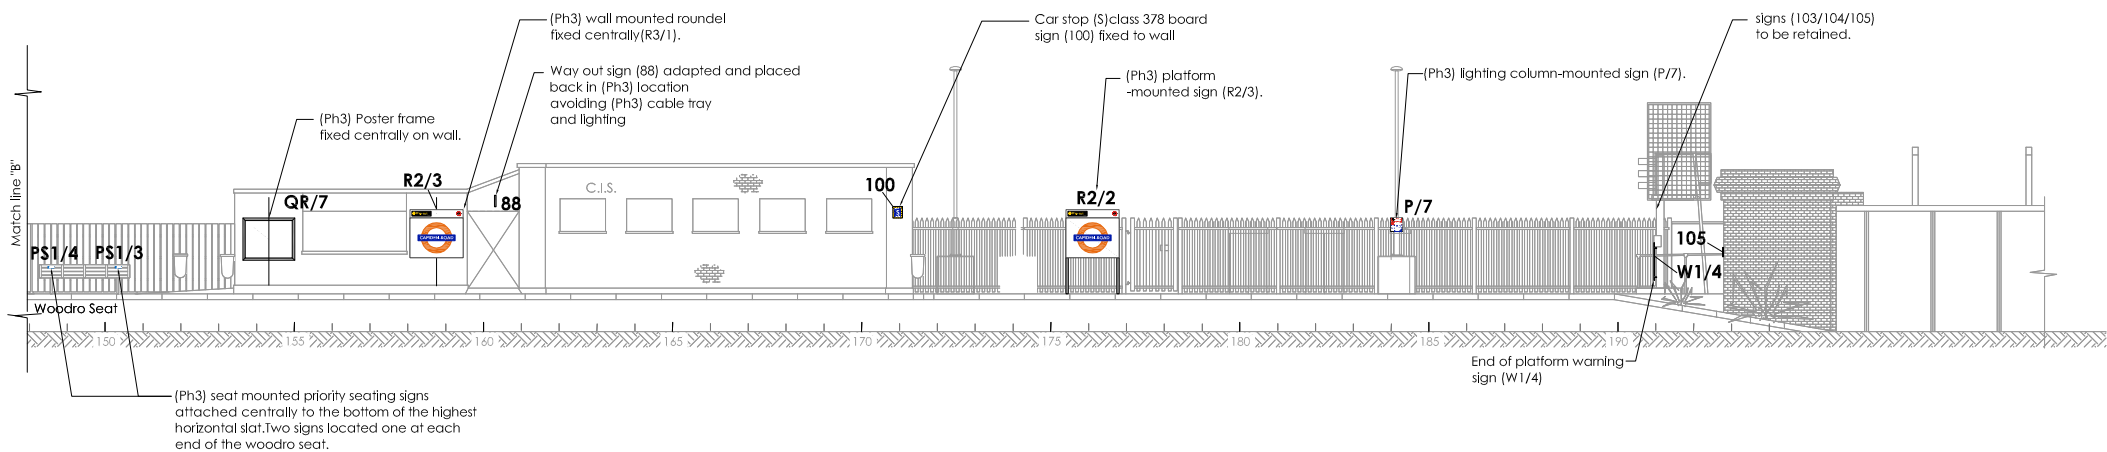 (Ph3) wall mounted roundel
fixed centrally(R3/1).
Car stop (S)class 378 board
sign (100) fixed to wall
signs (103/104/105)
to be retained.
Way out sign (88) adapted and placed
back in (Ph3) location
avoiding (Ph3) cable tray
and lighting
(Ph3) platform
-mounted sign (R2/3).
(Ph3) lighting column-mounted sign (P/7).
(Ph3) Poster frame
fixed centrally on wall.
Match line "B"
QR/7
R2/3
88
C.I.S.
100
R2/2
P/7
CAMDEN ROAD
CAMDEN ROAD
PS1/4
PS1/3
105
W1/4
Woodro Seat
150
155
160
165
170
175
180
185
190
End of platform warning
sign (W1/4)
(Ph3) seat mounted priority seating signs
attached centrally to the bottom of the highest
horizontal slat.Two signs located one at each
end of the woodro seat.